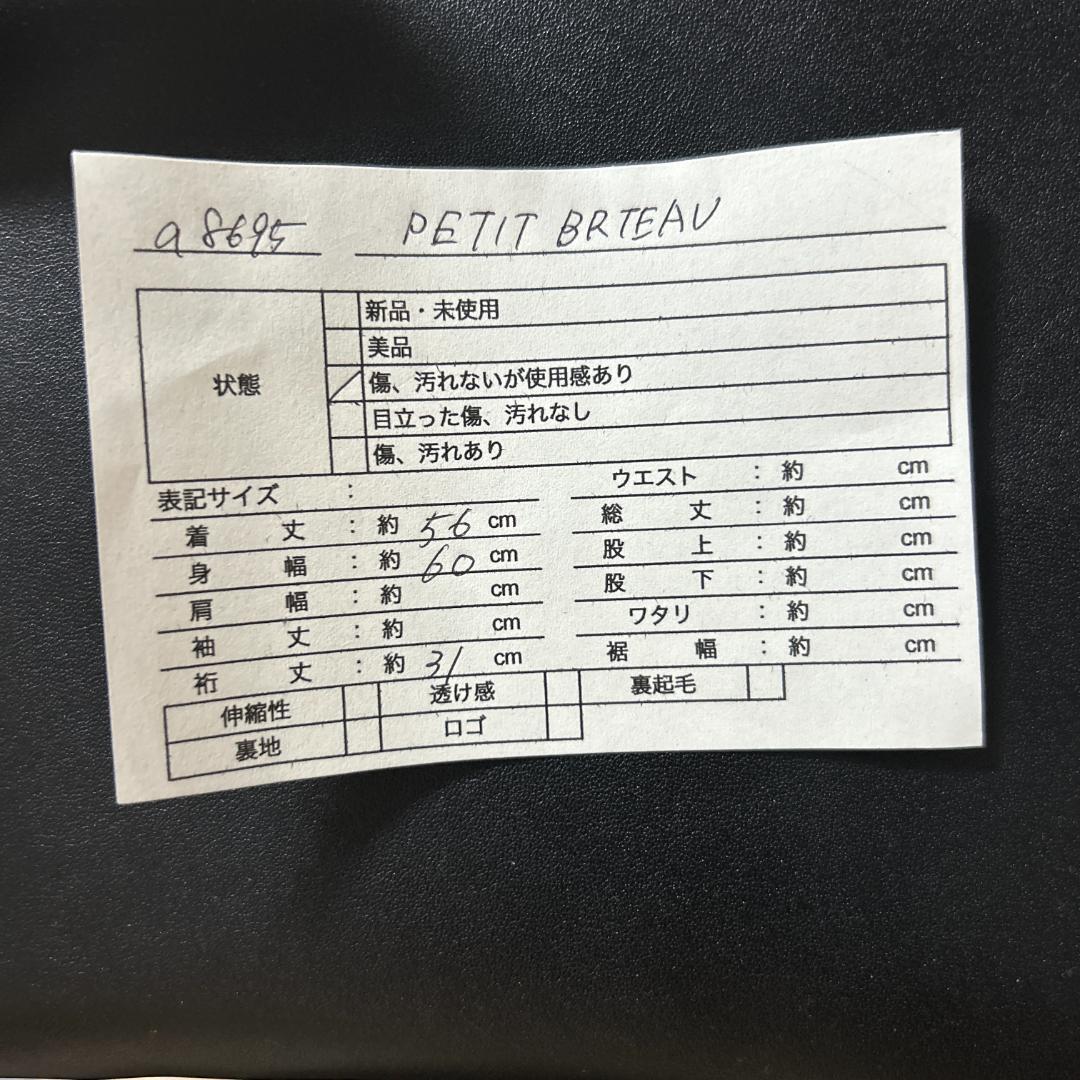 a8695 PETIT BRTEAU
状態
新品・未使用
美品
傷、汚れないが使用感あり
目立った傷、汚れなし
傷、汚れあり
表記サイズ :
着 丈 : 約 56 cm
身 幅 : 約 60 cm
肩 幅 : 約 cm
袖 丈 : 約 cm
裄 丈 : 約 31 cm
ウエスト : 約 cm
総 丈 : 約 cm
股 上 : 約 cm
股 下 : 約 cm
ワタリ : 約 cm
裾 幅 : 約 cm
伸縮性 透け感 裏起毛
裏地 ロゴ